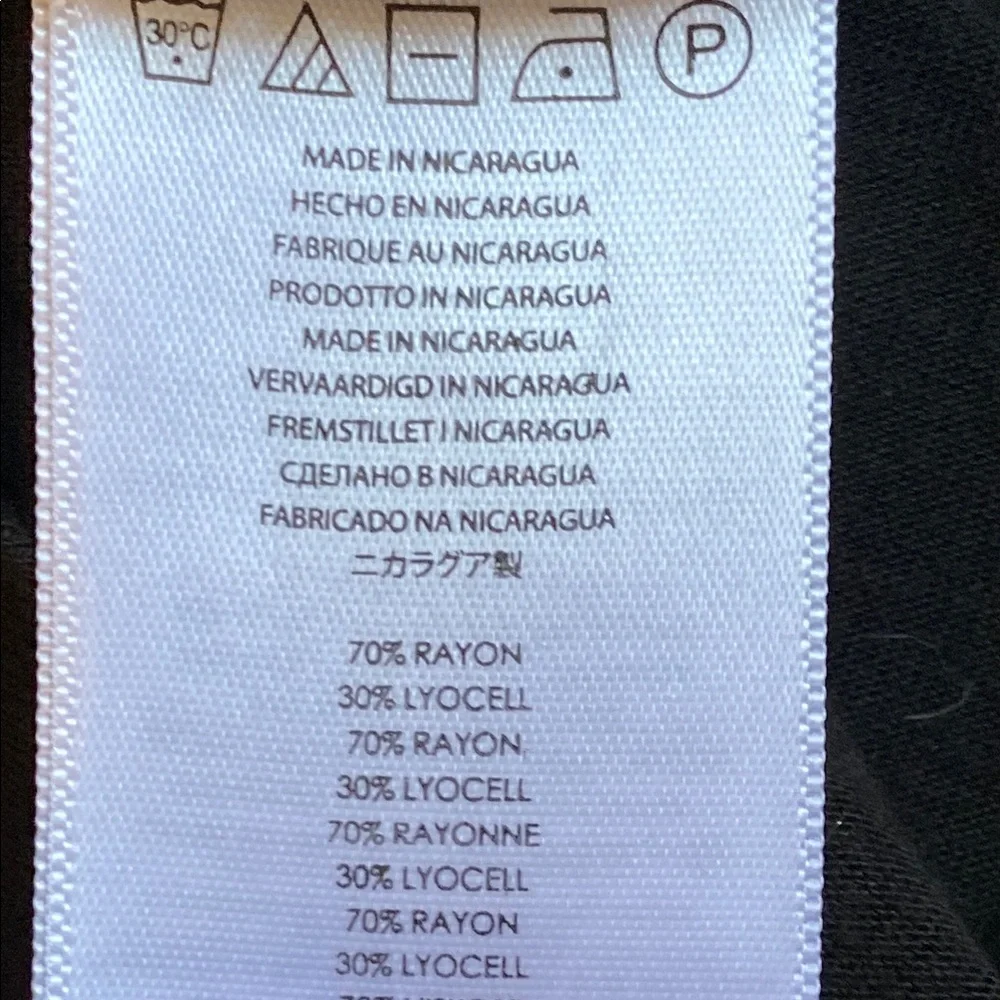 30°C
P
MADE IN NICARAGUA
HECHO EN NICARAGUA
FABRIQUE AU NICARAGUA
PRODOTTO IN NICARAGUA
MADE IN NICARAGUA
VERVAARDIGD IN NICARAGUA
FREMSTILLET I NICARAGUA
СДЕЛАНО В NICARAGUA
FABRICADO NA NICARAGUA
ニカラグア製
70% RAYON
30% LYOCELL
70% RAYON
30% LYOCELL
70% RAYONNE
30% LYOCELL
70% RAYON
30% LYOCELL